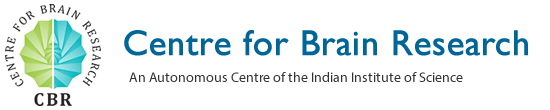 CENTRE FOR BRAIN RESEARCH
CBR
Centre for Brain Research
An Autonomous Centre of the Indian Institute of Science